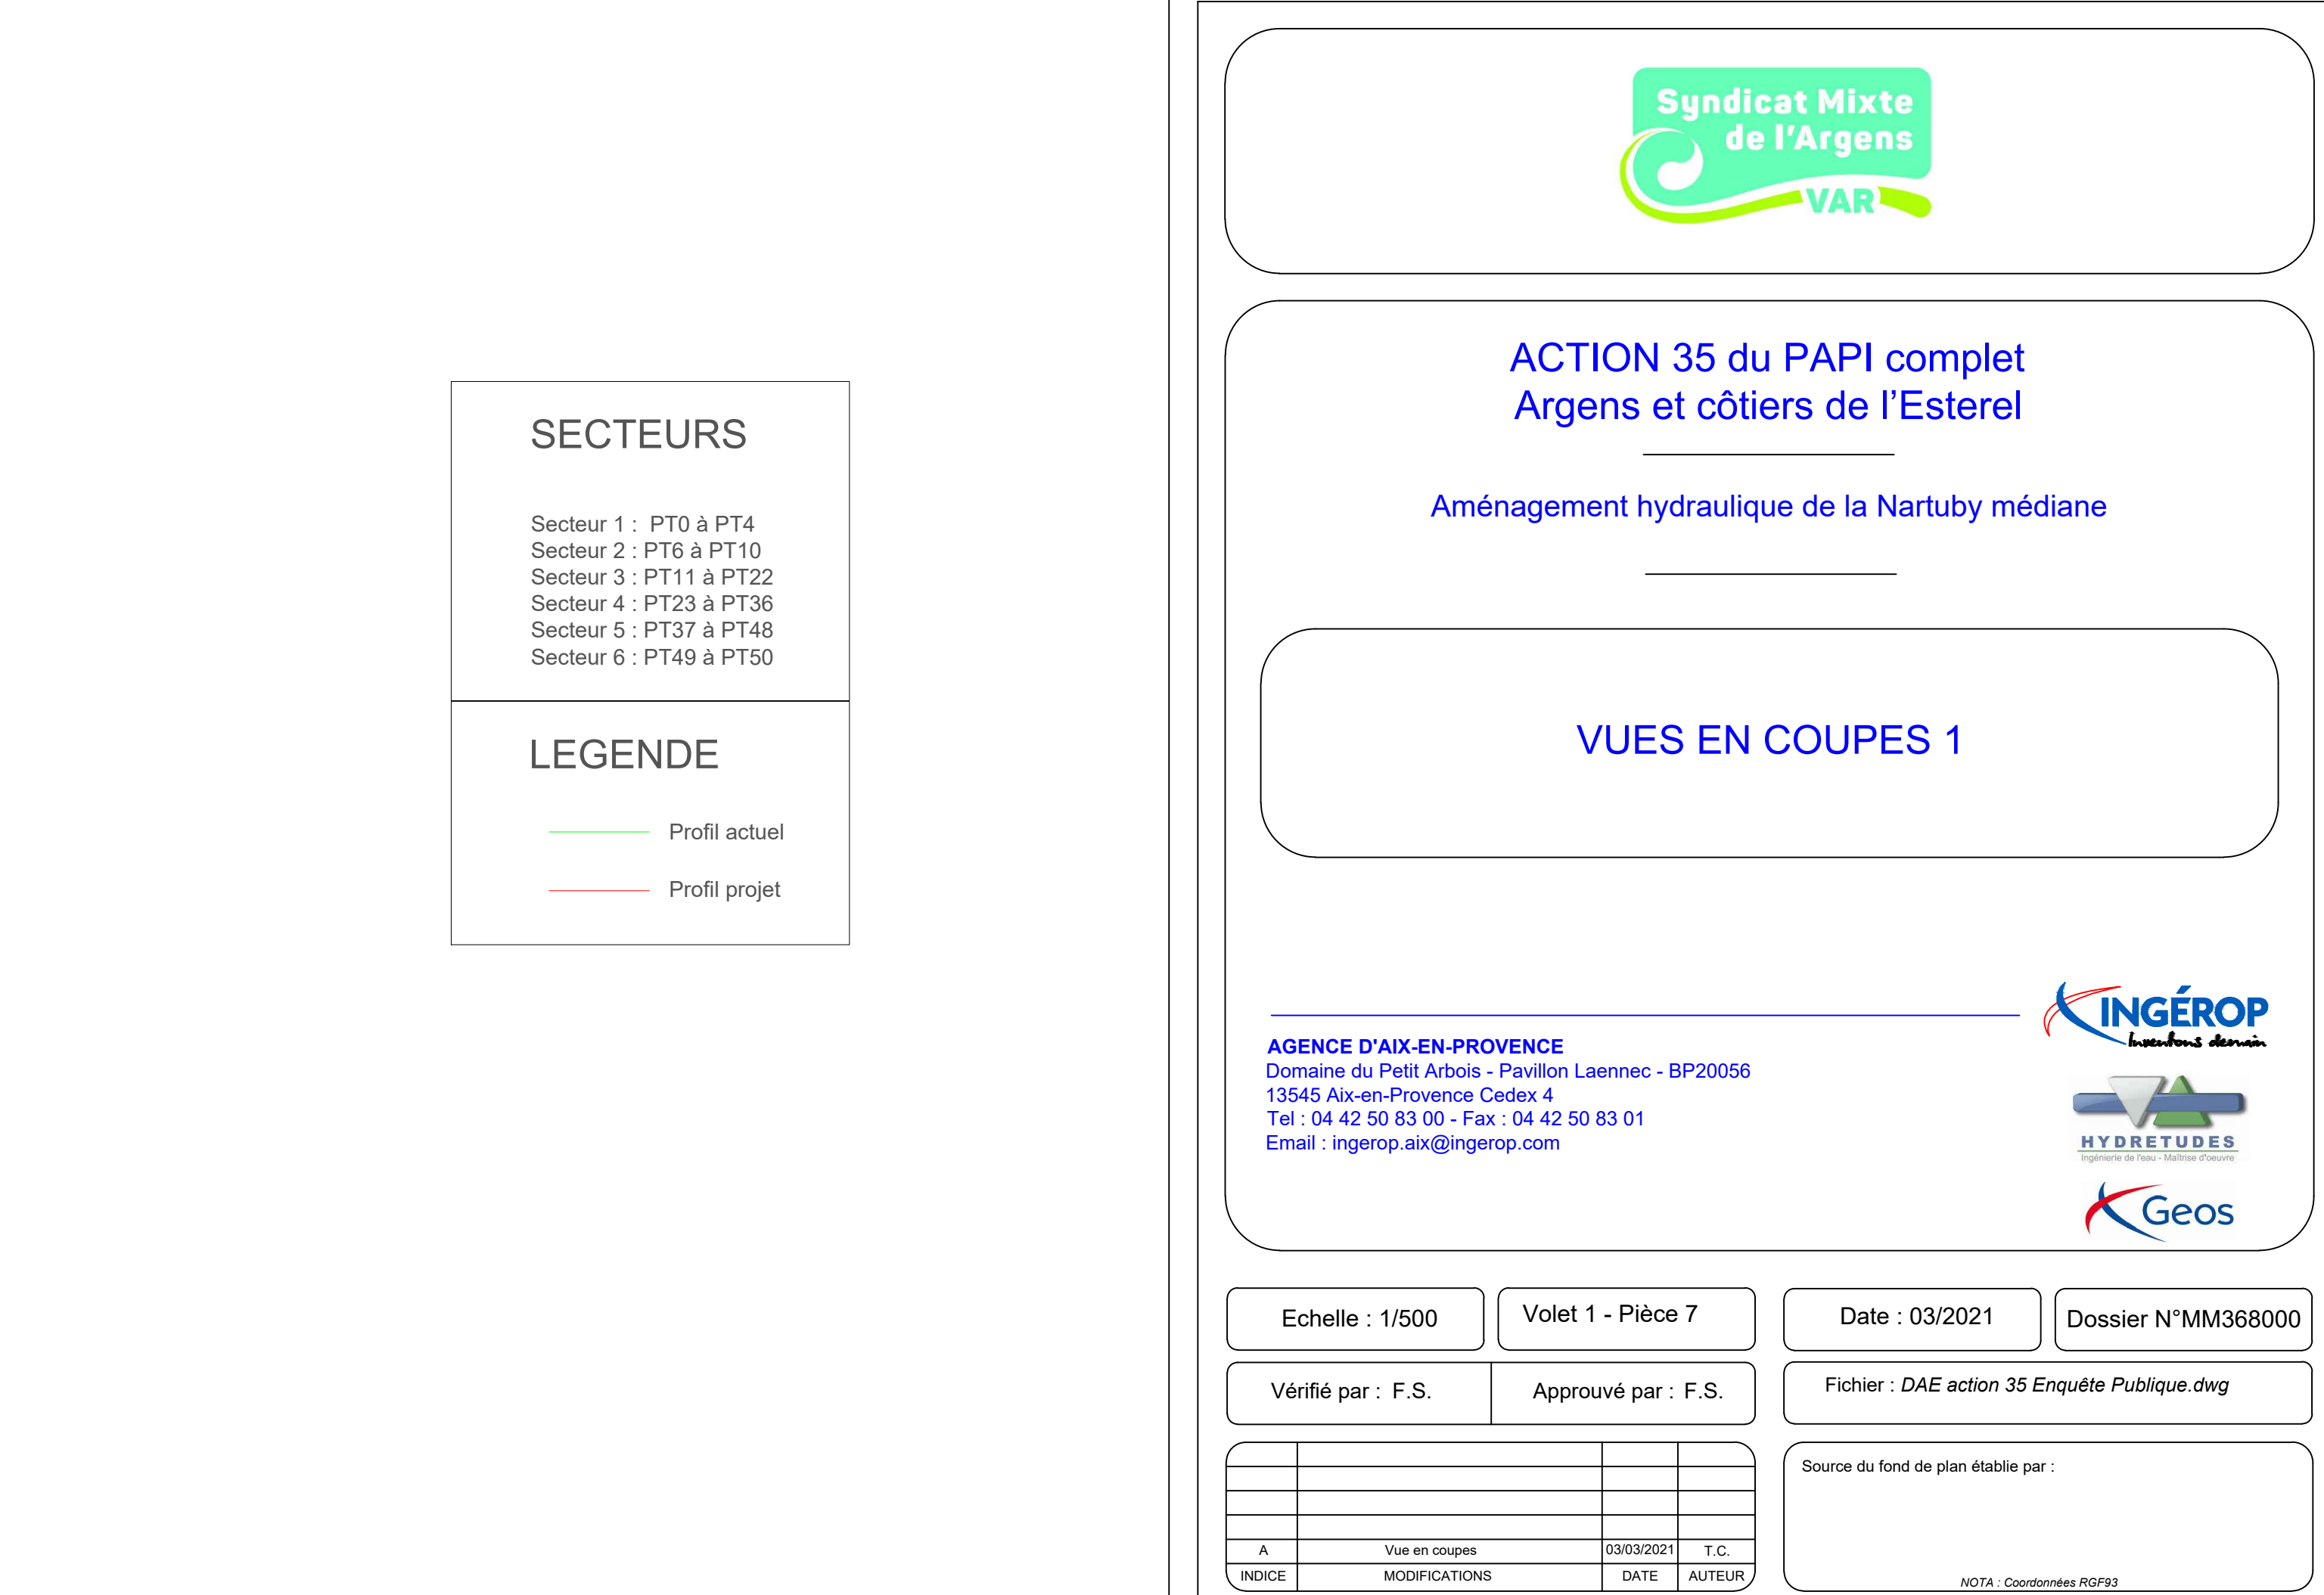 SECTEURS
Secteur 1 : PT0 à PT4
Secteur 2 : PT6 à PT10
Secteur 3 : PT11 à PT22
Secteur 4 : PT23 à PT36
Secteur 5 : PT37 à PT48
Secteur 6 : PT49 à PT50
LEGENDE
Profil actuel
Profil projet
Syndicat Mixte
de l'Argens
VAR
ACTION 35 du PAPI complet
Argens et côtiers de l’Esterel
Aménagement hydraulique de la Nartuby médiane
VUES EN COUPES 1
INGÉROP
Inventons demain
AGENCE D'AIX-EN-PROVENCE
Domaine du Petit Arbois - Pavillon Laennec - BP20056
13545 Aix-en-Provence Cedex 4
Tel : 04 42 50 83 00 - Fax : 04 42 50 83 01
Email : ingerop.aix@ingerop.com
HYDRETUDES
Ingénierie de l'eau - Maîtrise d'oeuvre
Geos
Echelle : 1/500
Volet 1 - Pièce 7
Date : 03/2021
Dossier N°MM368000
Vérifié par : F.S.
Approuvé par : F.S.
Fichier : DAE action 35 Enquête Publique.dwg
A Vue en coupes 03/03/2021 T.C.
INDICE MODIFICATIONS DATE AUTEUR
Source du fond de plan établie par :
NOTA : Coordonnées RGF93